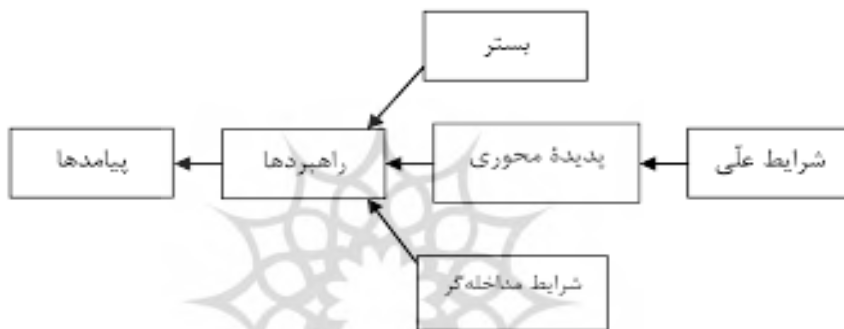 بستر
شرایط علّی
پدیدهٔ محوری
راهبردها
پیامدها
شرایط مداخله‌گر